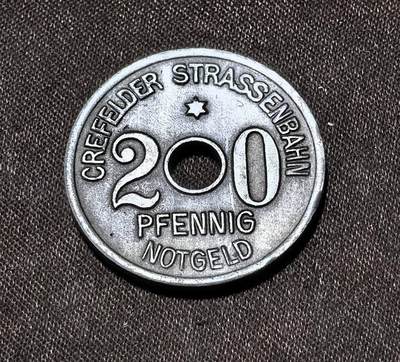 CREFELDER STRASSENBAHN
20
PFENNIG
NOTGELD